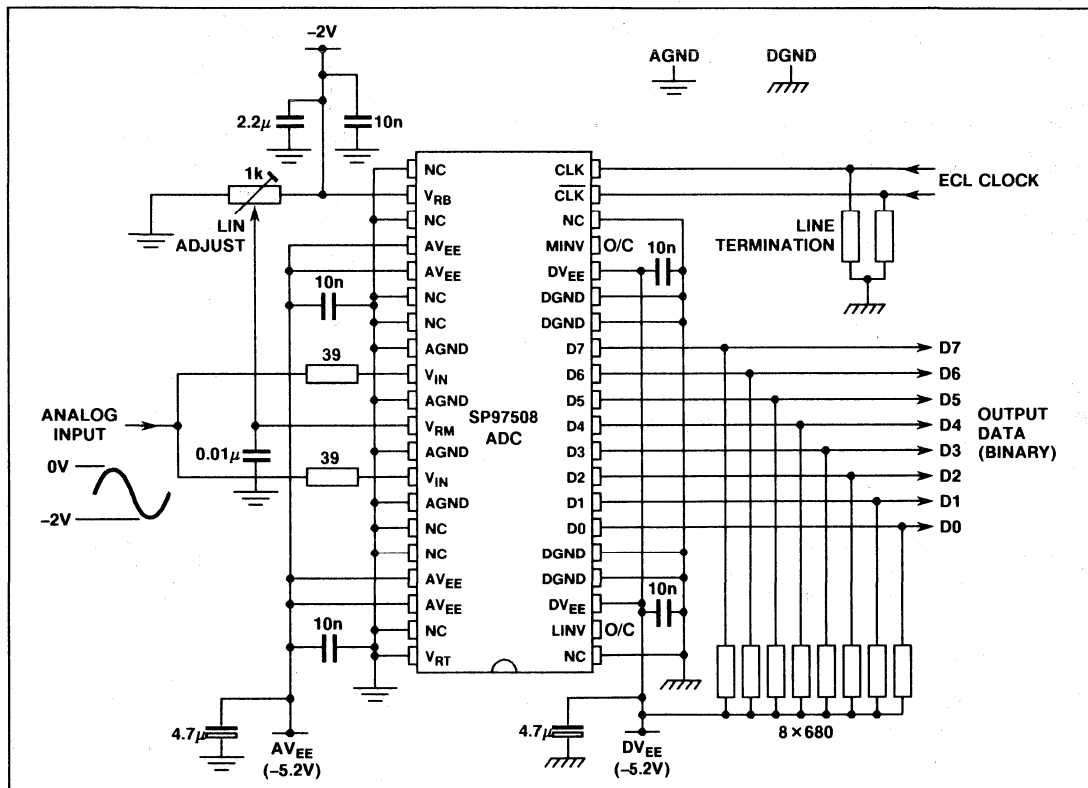 –2V
AGND
DGND
2.2µ
10n
1k
LIN
ADJUST
NC
V_RB
NC
AV_EE
AV_EE
10n
NC
NC
AGND
39
V_IN
AGND
V_RM
AGND
V_IN
39
AGND
NC
NC
AV_EE
AV_EE
10n
NC
V_RT
ANALOG
INPUT
0.01µ
0V
–2V
SP97508
ADC
CLK
C̅L̅K̅
NC
MINV
O/C
DV_EE
10n
DGND
DGND
D7
D6
D5
D4
D3
D2
D1
D0
DGND
DGND
10n
DV_EE
LINV
O/C
NC
ECL CLOCK
LINE
TERMINATION
D7
D6
D5
D4
D3
D2
D1
D0
OUTPUT
DATA
(BINARY)
4.7µ
AV_EE
(–5.2V)
4.7µ
DV_EE
(–5.2V)
8 × 680